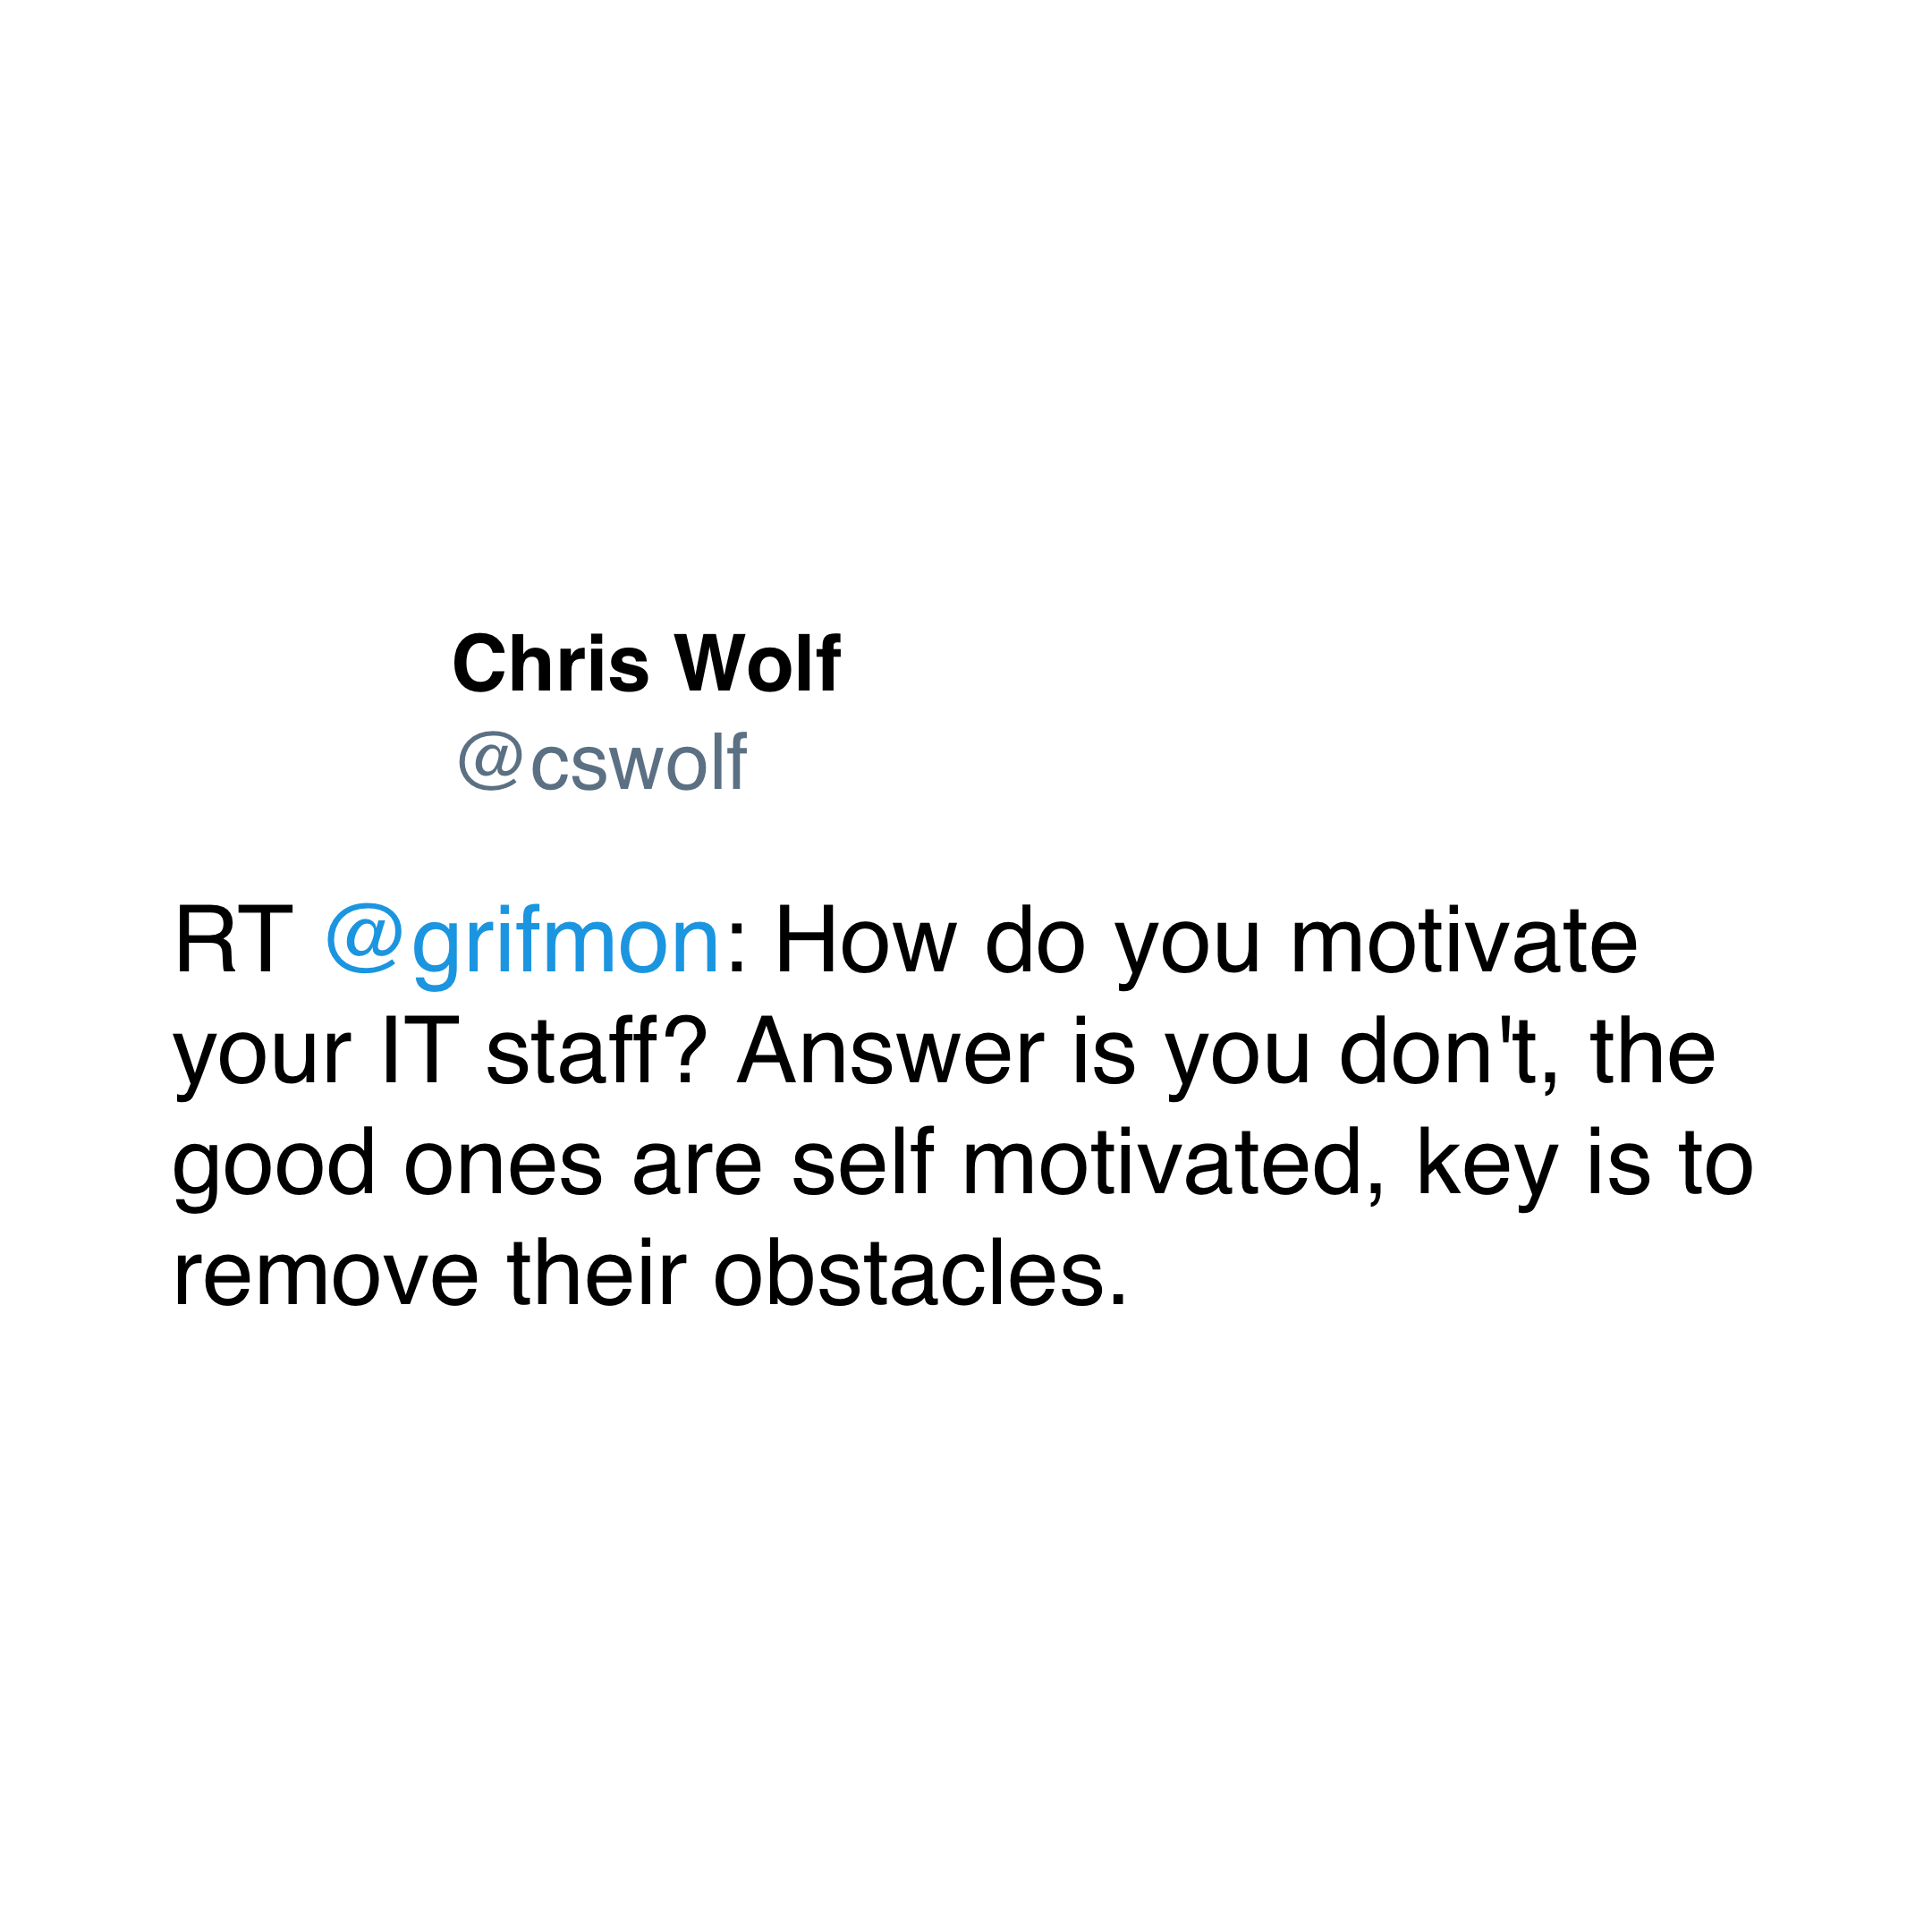 Chris Wolf
@cswolf
RT @grifmon: How do you motivate
your IT staff? Answer is you don't, the
good ones are self motivated, key is to
remove their obstacles.